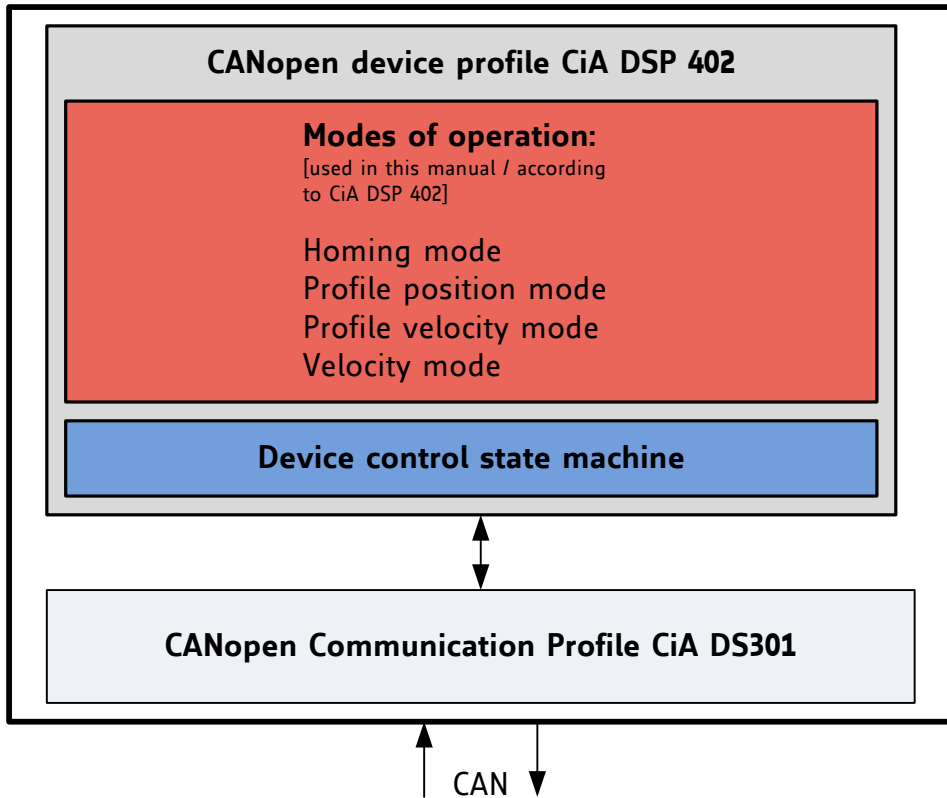 CANopen device profile CiA DSP 402
Modes of operation:
[used in this manual / according
to CiA DSP 402]
Homing mode
Profile position mode
Profile velocity mode
Velocity mode
Device control state machine
CANopen Communication Profile CiA DS301
CAN